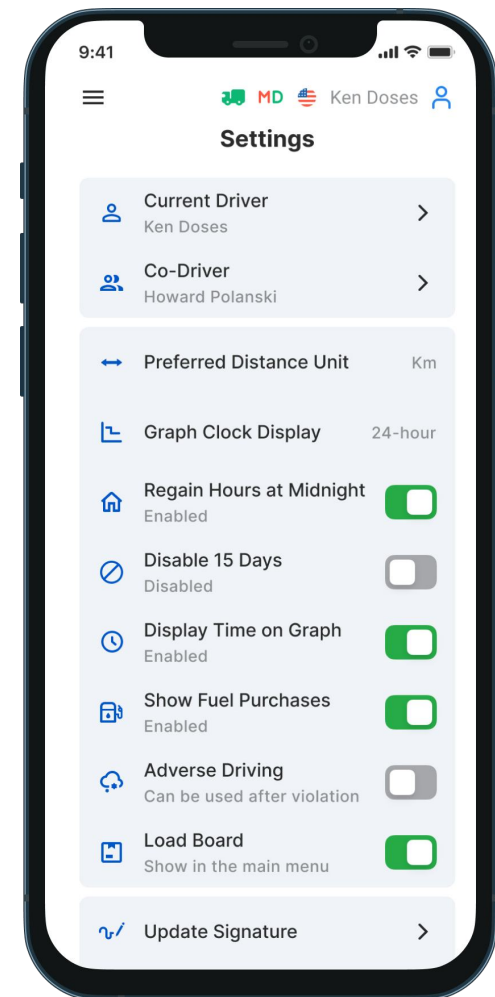 9:41
MD Ken Doses
Settings
Current Driver
Ken Doses
Co-Driver
Howard Polanski
Preferred Distance Unit Km
Graph Clock Display 24-hour
Regain Hours at Midnight
Enabled
Disable 15 Days
Disabled
Display Time on Graph
Enabled
Show Fuel Purchases
Enabled
Adverse Driving
Can be used after violation
Load Board
Show in the main menu
Update Signature